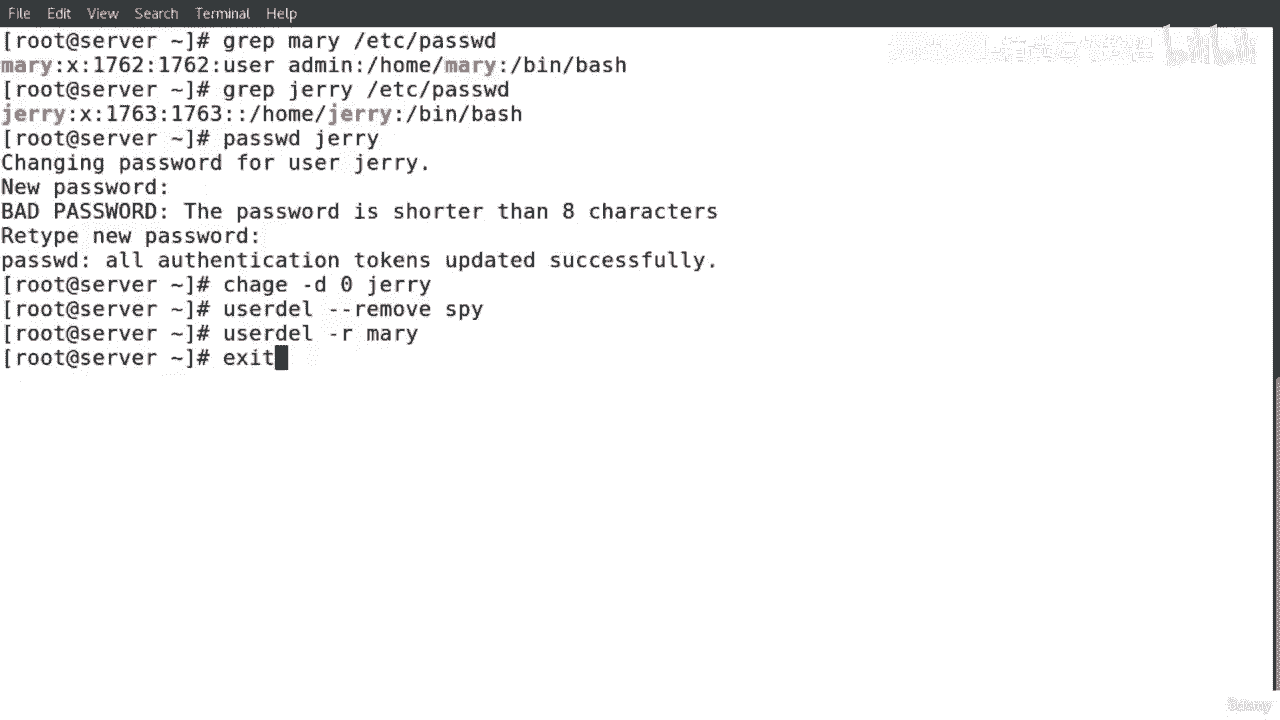 File Edit View Search Terminal Help
[root@server ~]# grep mary /etc/passwd
mary:x:1762:1762:user admin:/home/mary:/bin/bash
[root@server ~]# grep jerry /etc/passwd
jerry:x:1763:1763::/home/jerry:/bin/bash
[root@server ~]# passwd jerry
Changing password for user jerry.
New password:
BAD PASSWORD: The password is shorter than 8 characters
Retype new password:
passwd: all authentication tokens updated successfully.
[root@server ~]# chage -d 0 jerry
[root@server ~]# userdel --remove spy
[root@server ~]# userdel -r mary
[root@server ~]# exit
bilibili
Udemy